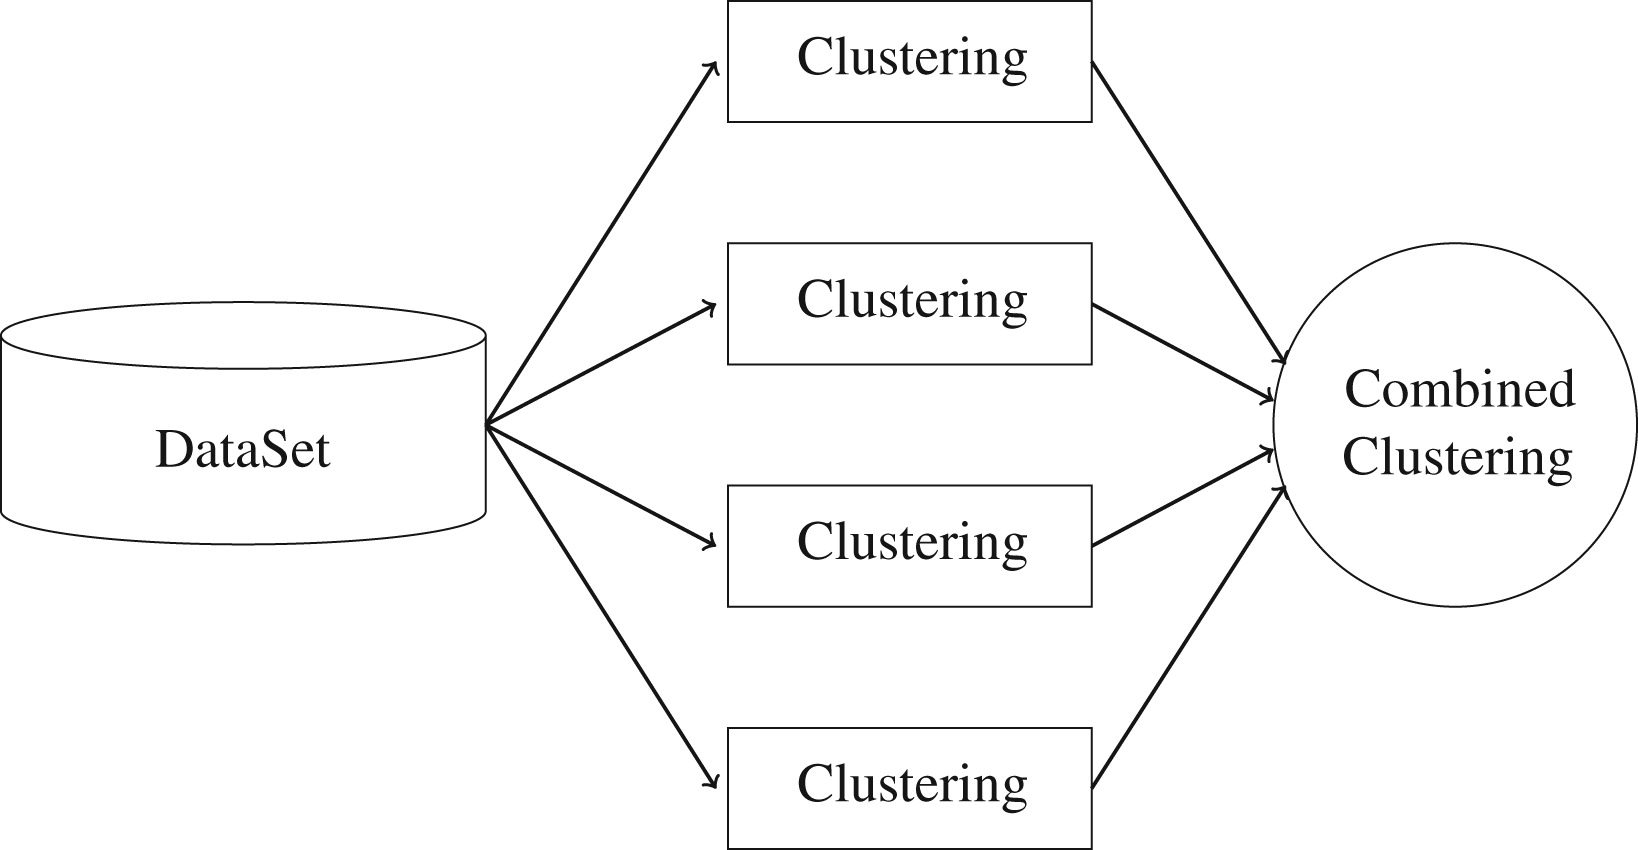 DataSet
Clustering
Clustering
Clustering
Clustering
Combined
Clustering